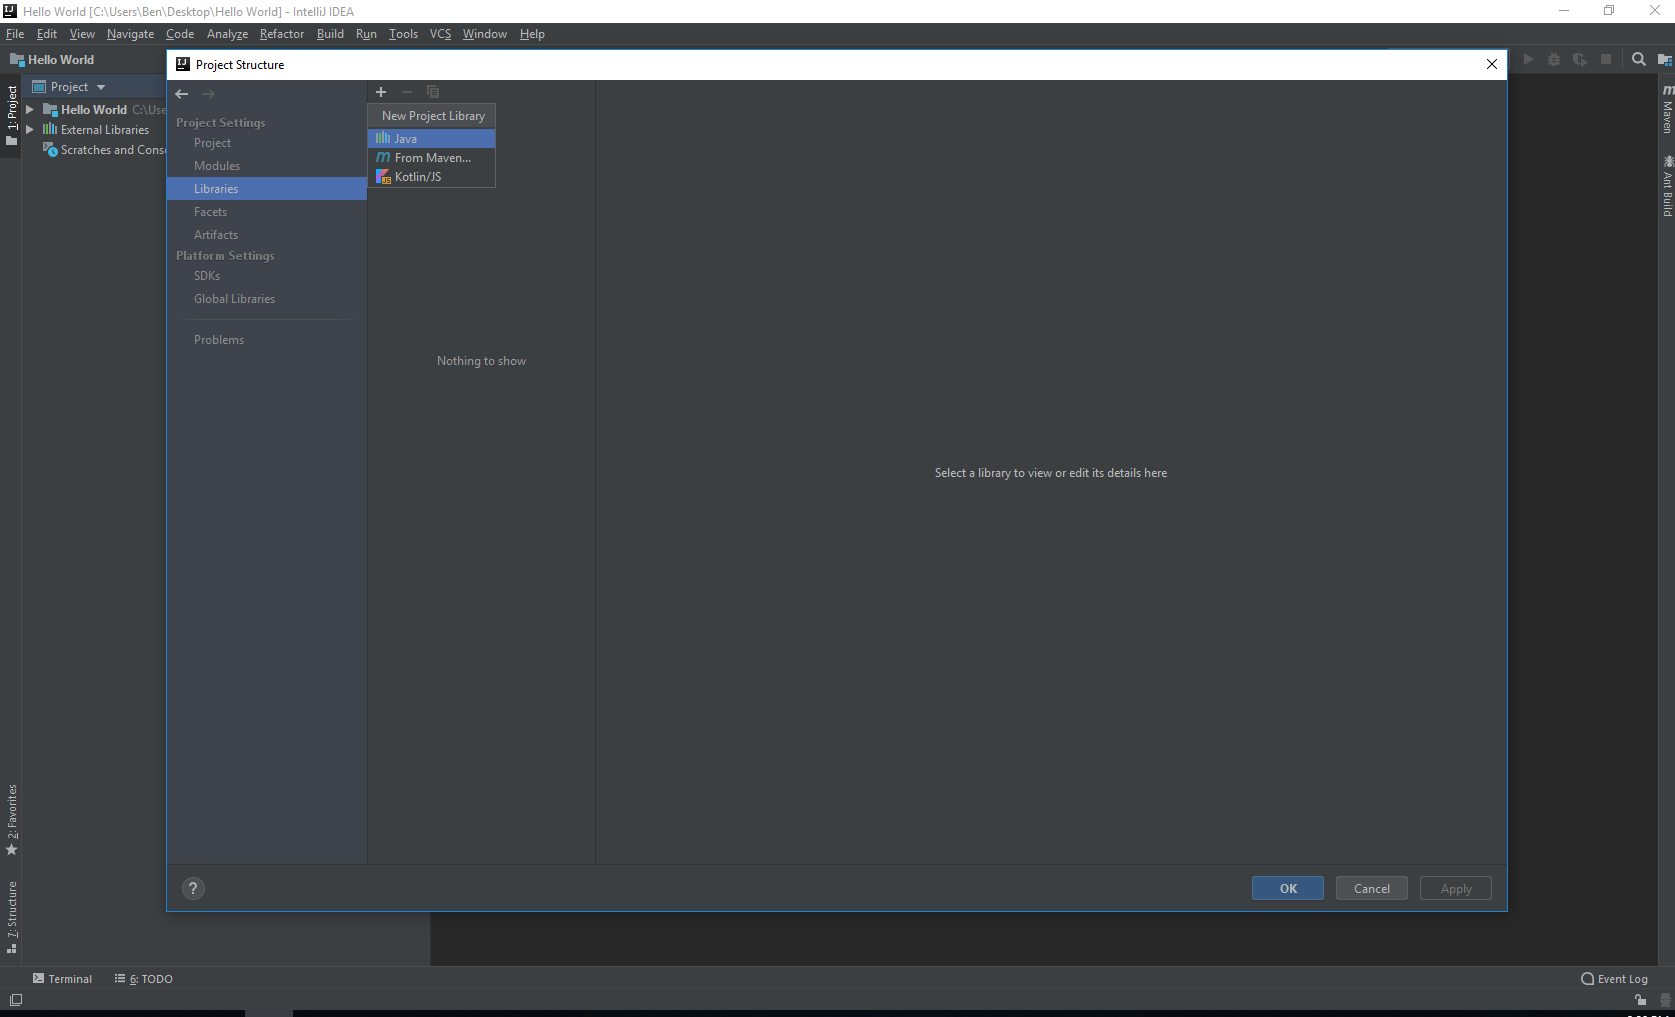 Hello World [C:\Users\Ben\Desktop\Hello World] - IntelliJ IDEA
File Edit View Navigate Code Analyze Refactor Build Run Tools VCS Window Help
Hello World
Project Structure
Project
1: Project
Hello World C:\Use
External Libraries
Scratches and Cons
Project Settings
Project
Modules
Libraries
Facets
Artifacts
Platform Settings
SDKs
Global Libraries
Problems
New Project Library
Java
From Maven...
Kotlin/JS
Nothing to show
Select a library to view or edit its details here
Maven
Ant Build
2: Favorites
7: Structure
?
OK Cancel Apply
Terminal 6: TODO Event Log